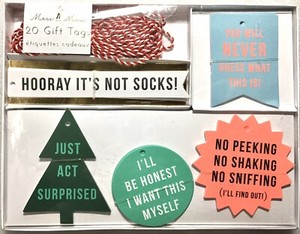 Meri Meri
20 Gift Tags
étiquettes cadeaux
HOORAY IT'S NOT SOCKS!
YOU WILL
NEVER
GUESS WHAT
THIS IS!
JUST
ACT
SURPRISED
I'LL
BE HONEST
I WANT THIS
MYSELF
NO PEEKING
NO SHAKING
NO SNIFFING
(I'LL FIND OUT!)